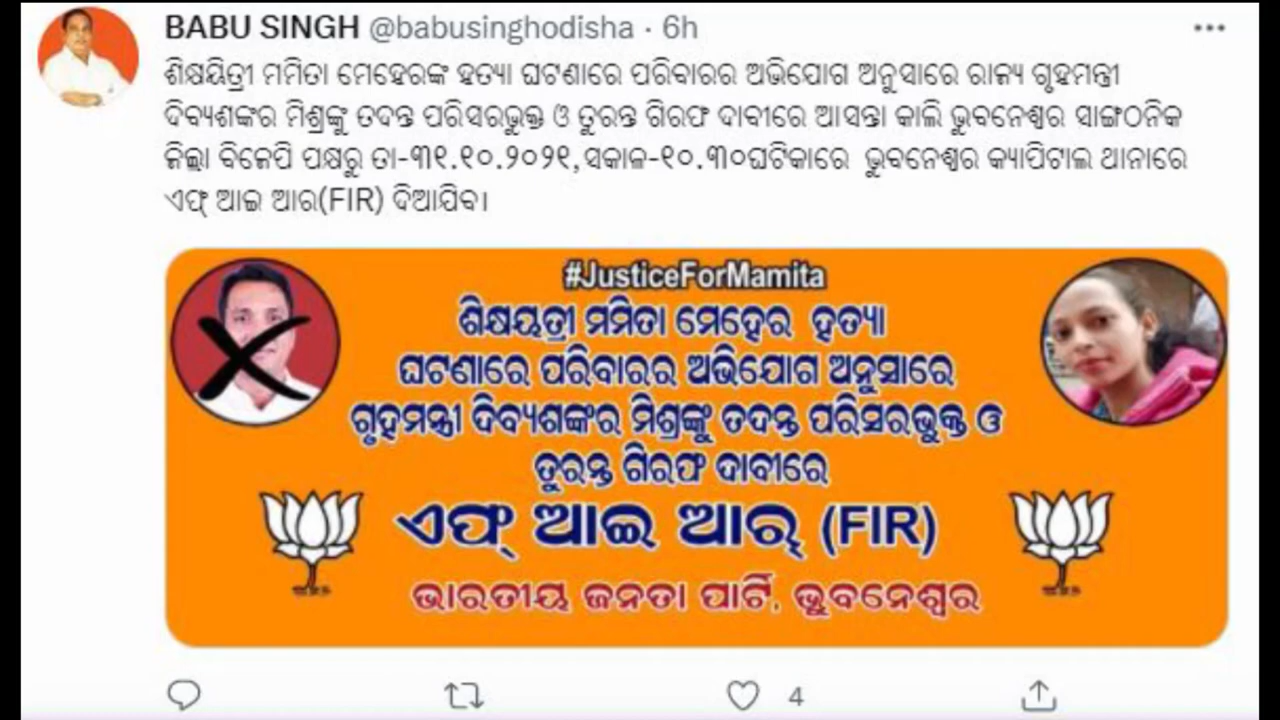 BABU SINGH @babusinghodisha · 6h
ଶିକ୍ଷୟିତ୍ରୀ ମମିତା ମେହେରଙ୍କ ହତ୍ୟା ଘଟଣାରେ ପରିବାରର ଅଭିଯୋଗ ଅନୁସାରେ ରାଜ୍ୟ ଗୃହମନ୍ତ୍ରୀ
ଦିବ୍ୟଶଙ୍କର ମିଶ୍ରଙ୍କୁ ତଦନ୍ତ ପରିସରଭୁକ୍ତ ଓ ତୁରନ୍ତ ଗିରଫ ଦାବୀରେ ଆସନ୍ତା କାଲି ଭୁବନେଶ୍ଵର ସାଙ୍ଗଠନିକ
ଜିଲ୍ଲା ବିଜେପି ପକ୍ଷରୁ ତା-୩୧.୧୦.୨୦୨୧,ସକାଳ-୧୦.୩୦ଘଟିକାରେ ଭୁବନେଶ୍ଵର କ୍ୟାପିଟାଲ ଥାନାରେ
ଏଫ୍ ଆଇ ଆର(FIR) ଦିଆଯିବ।
#JusticeForMamita
ଶିକ୍ଷୟତ୍ରୀ ମମିତା ମେହେର ହତ୍ୟା
ଘଟଣାରେ ପରିବାରର ଅଭିଯୋଗ ଅନୁସାରେ
ଗୃହମନ୍ତ୍ରୀ ଦିବ୍ୟଶଙ୍କର ମିଶ୍ରଙ୍କୁ ତଦନ୍ତ ପରିସରଭୁକ୍ତ ଓ
ତୁରନ୍ତ ଗିରଫ ଦାବୀରେ
ଏଫ୍ ଆଇ ଆର୍ (FIR)
ଭାରତୀୟ ଜନତା ପାର୍ଟି, ଭୁବନେଶ୍ୱର
4